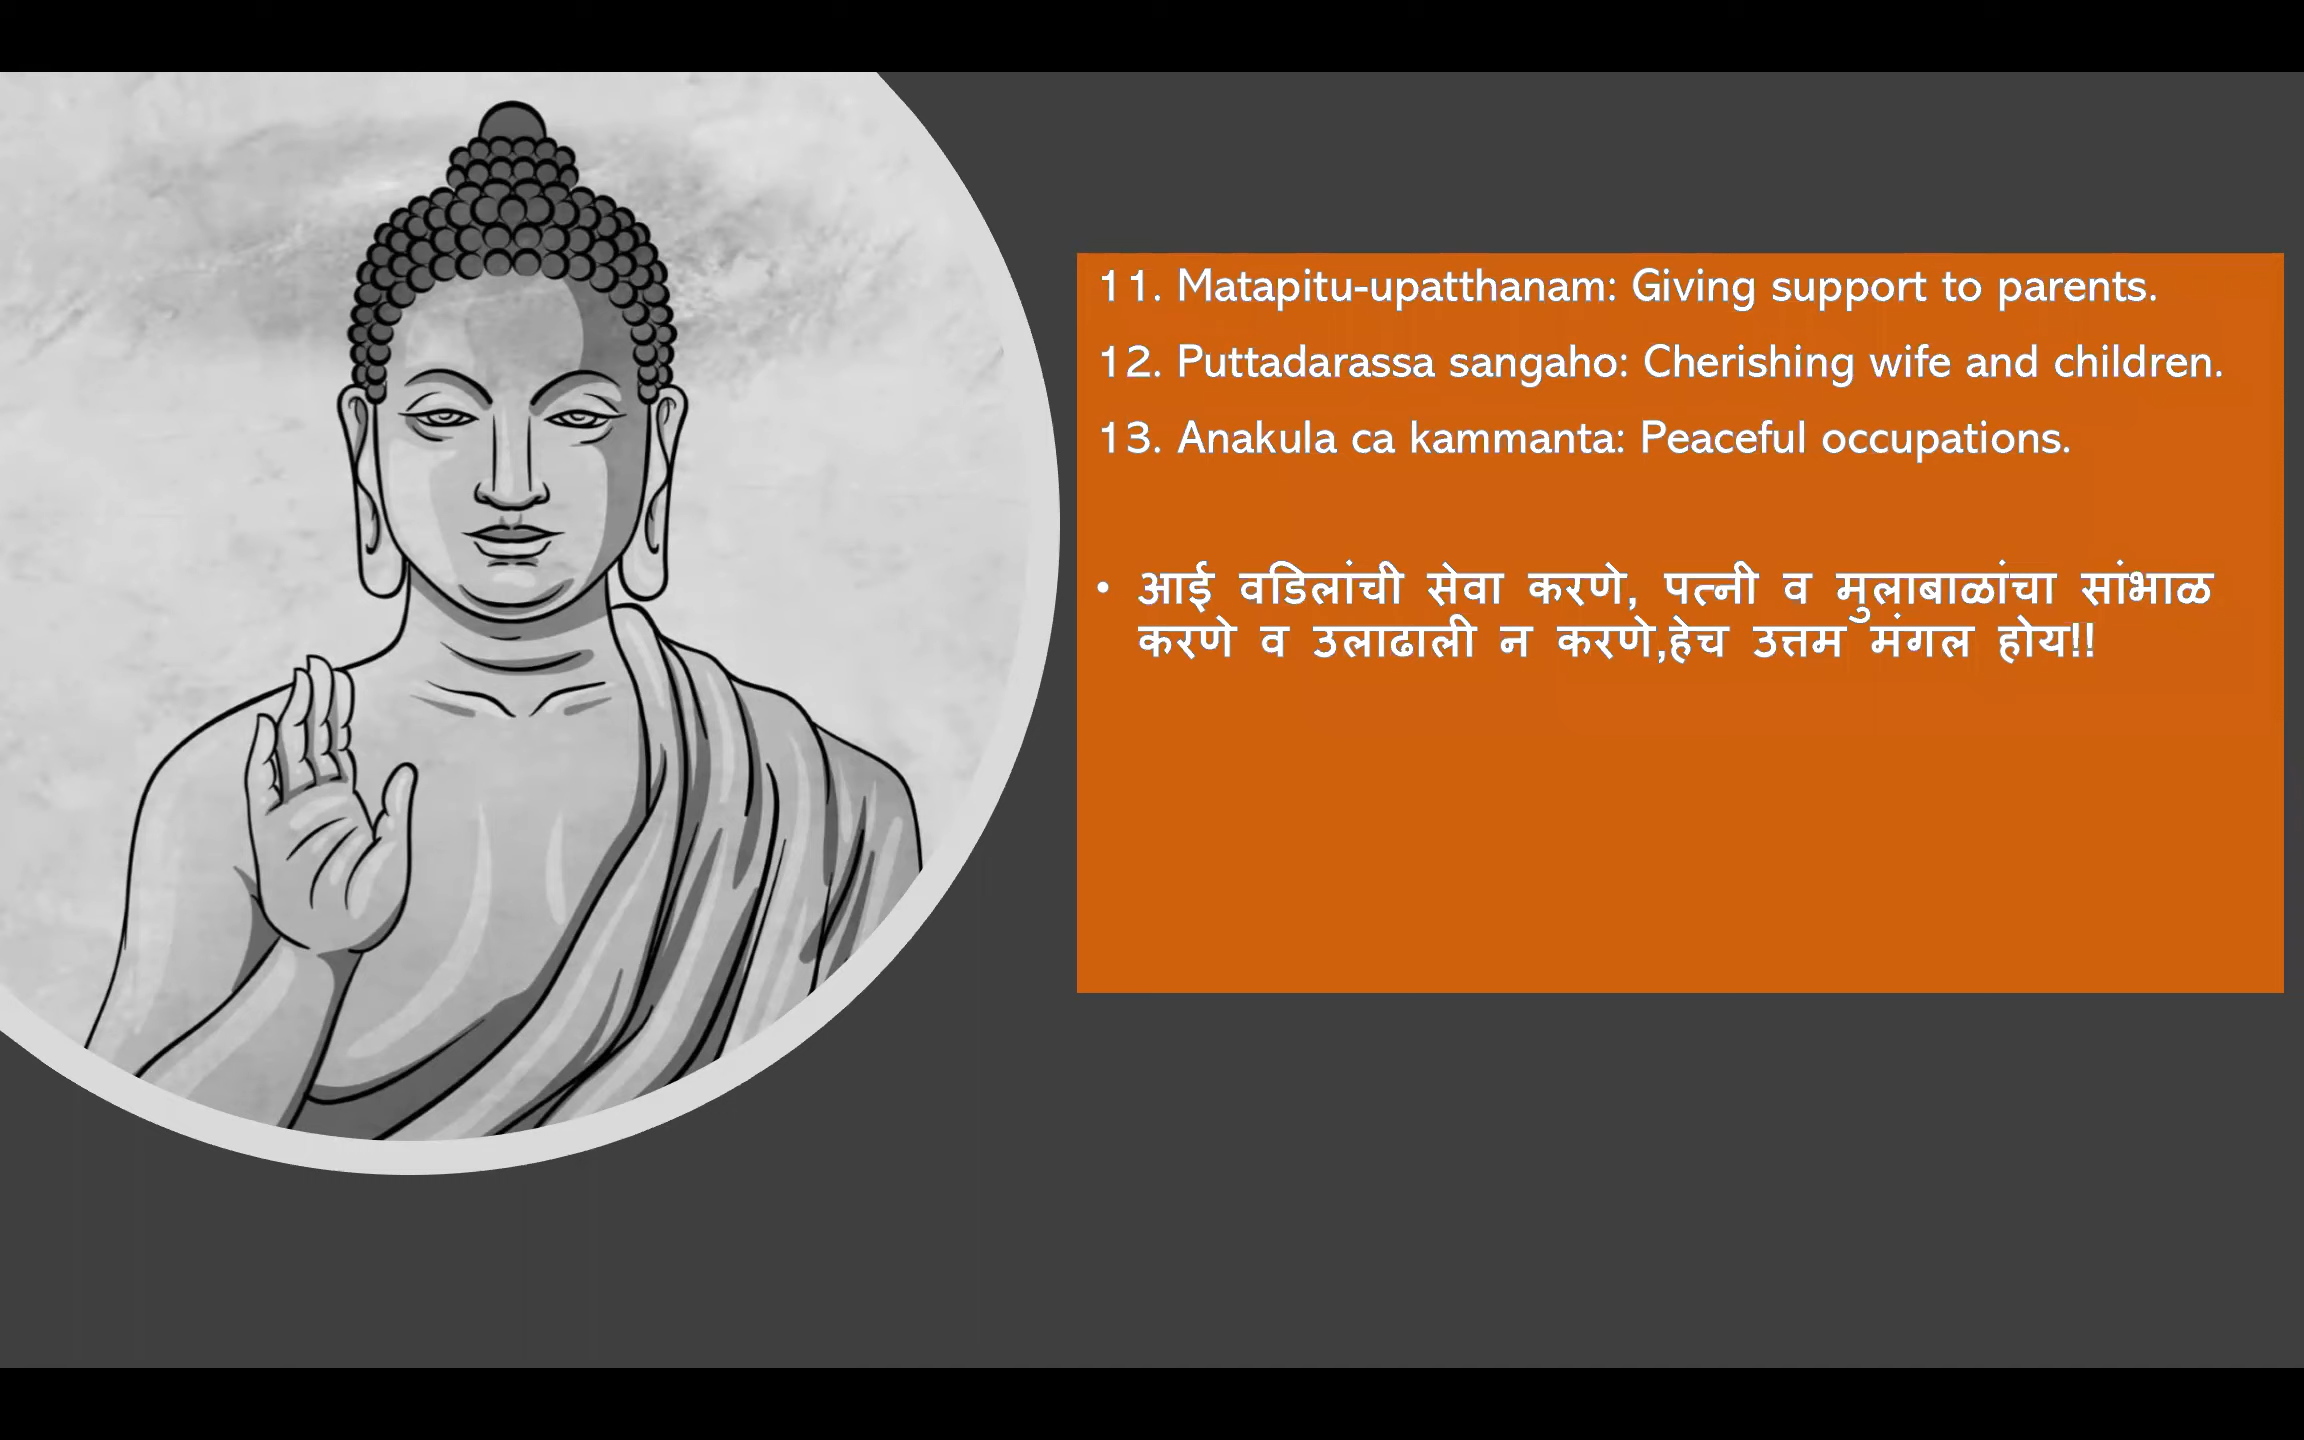 11. Matapitu-upatthanam: Giving support to parents.
12. Puttadarassa sangaho: Cherishing wife and children.
13. Anakula ca kammanta: Peaceful occupations.
• आई वडिलांची सेवा करणे, पत्नी व मुलाबाळांचा सांभाळ
करणे व उलाढाली न करणे,हेच उत्तम मंगल होय!!